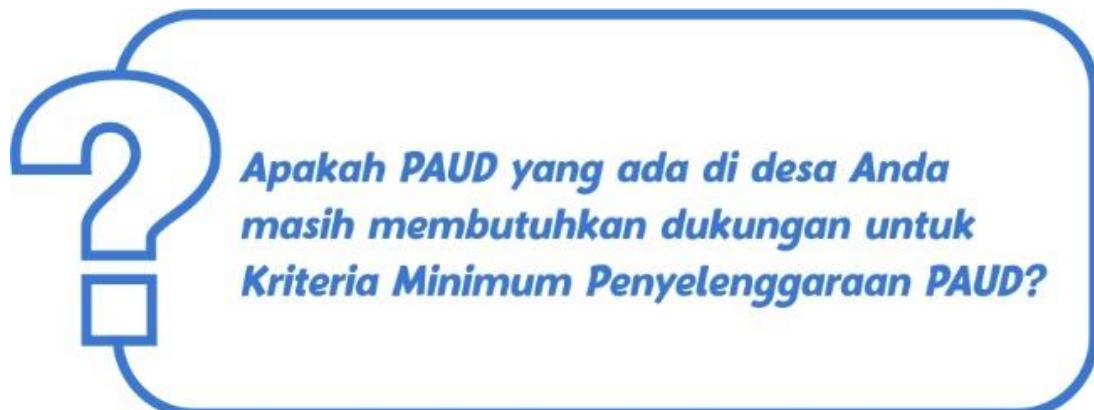 ?
Apakah PAUD yang ada di desa Anda
masih membutuhkan dukungan untuk
Kriteria Minimum Penyelenggaraan PAUD?